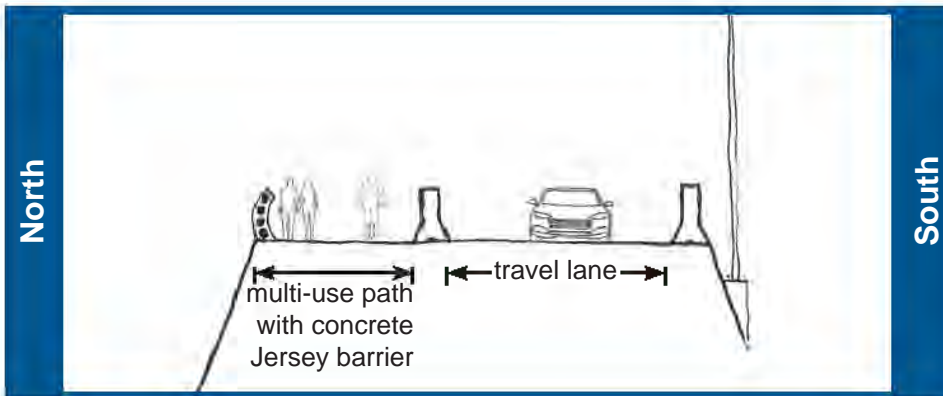 North
travel lane
multi-use path
with concrete
Jersey barrier
South